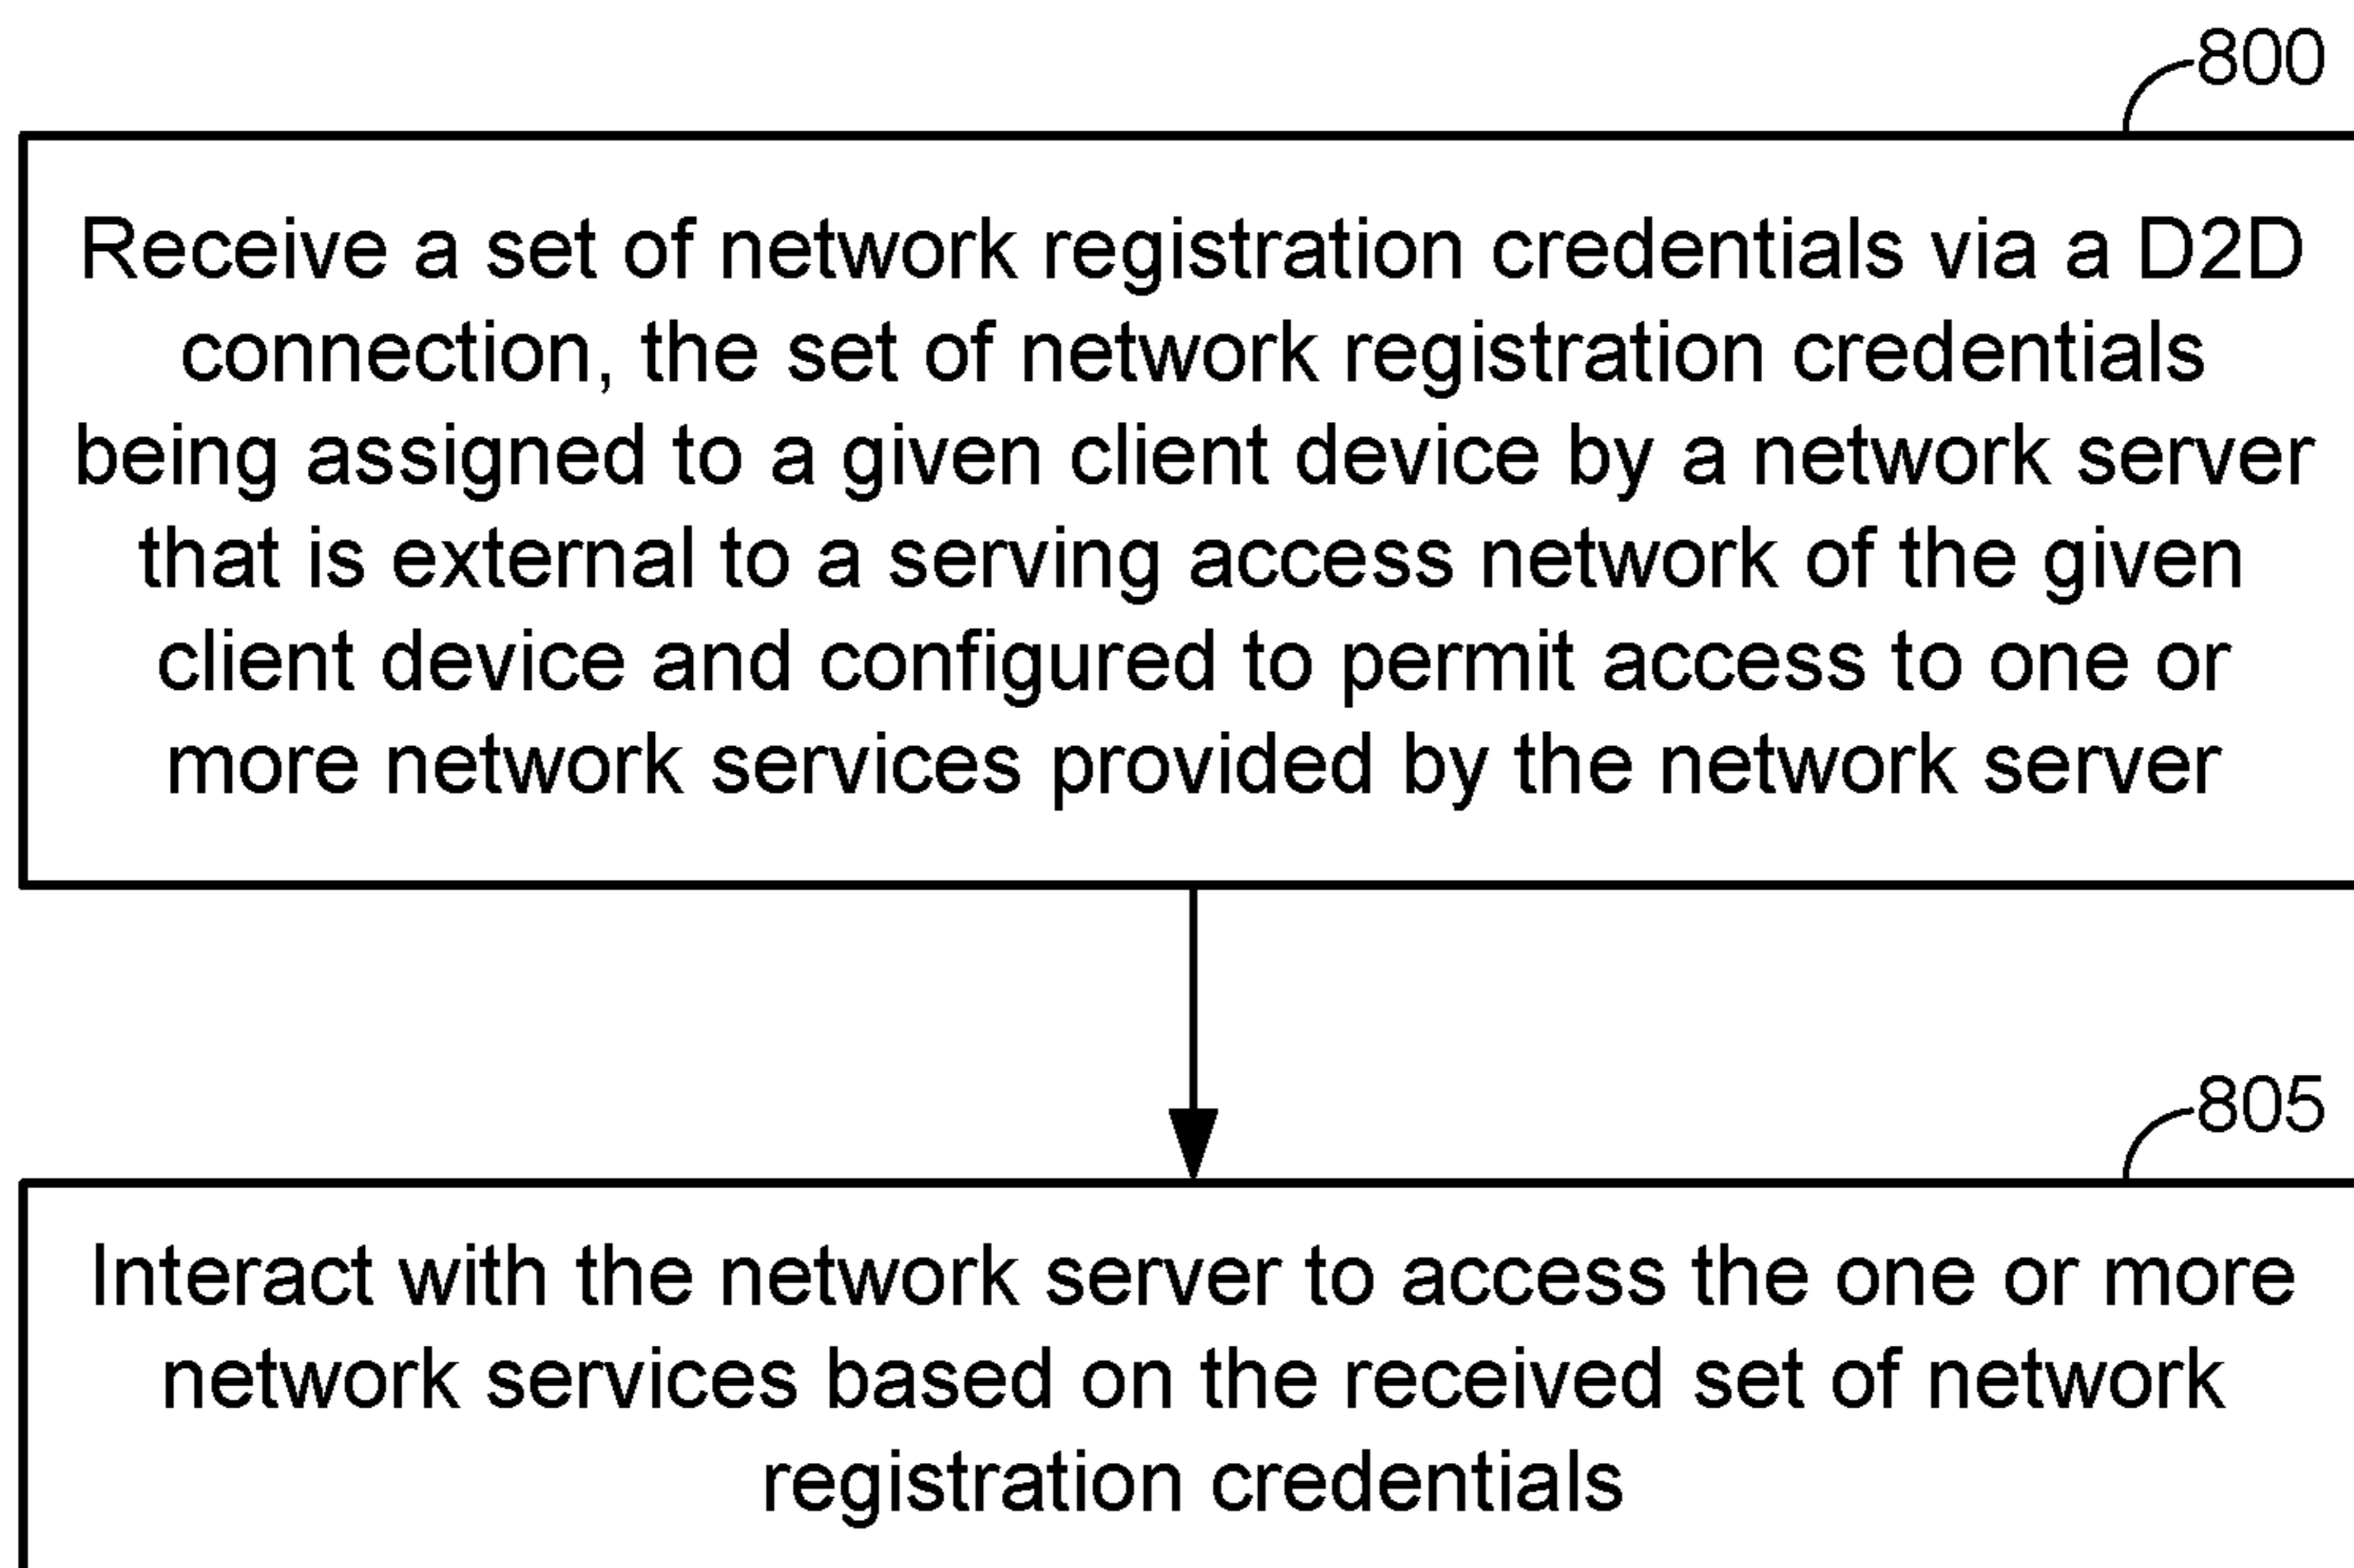 800
Receive a set of network registration credentials via a D2D
connection, the set of network registration credentials
being assigned to a given client device by a network server
that is external to a serving access network of the given
client device and configured to permit access to one or
more network services provided by the network server
805
Interact with the network server to access the one or more
network services based on the received set of network
registration credentials